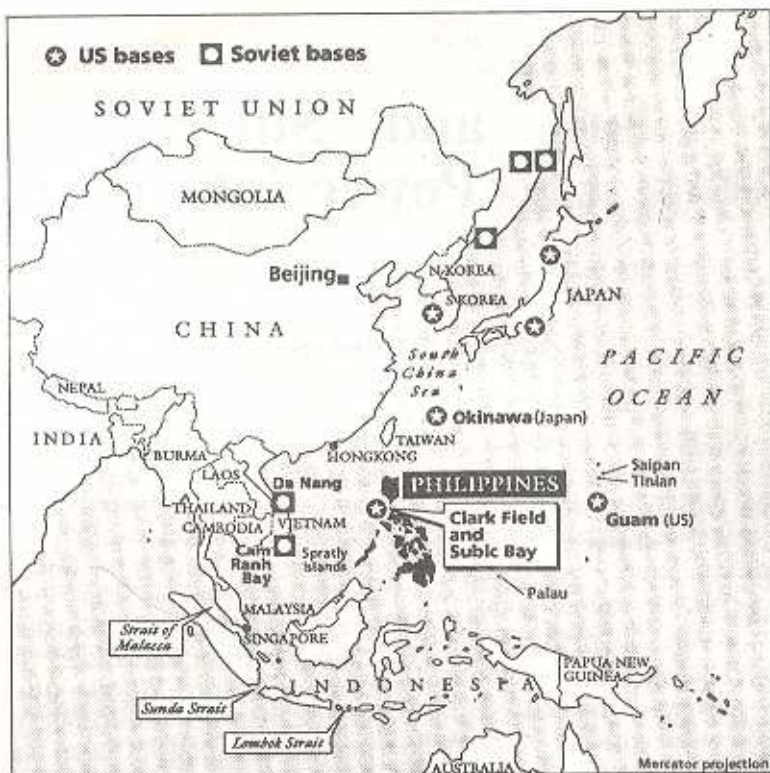 US bases
Soviet bases
SOVIET UNION
MONGOLIA
Beijing
N-KOREA
S-KOREA
JAPAN
CHINA
South
China
Sea
PACIFIC
OCEAN
NEPAL
INDIA
BURMA
Okinawa (Japan)
TAIWAN
HONGKONG
LAOS
Da Nang
PHILIPPINES
Saipan
Tinian
THAILAND
VIETNAM
CAMBODIA
Clark Field
and
Subic Bay
Guam (US)
Cam
Ranh
Bay
Spratly
Islands
Palau
MALAYSIA
SINGAPORE
Strait of
Malacca
PAPUA NEW
GUINEA
INDONESPA
Sunda Strait
Lombok Strait
AUSTRALIA
Mercator projection